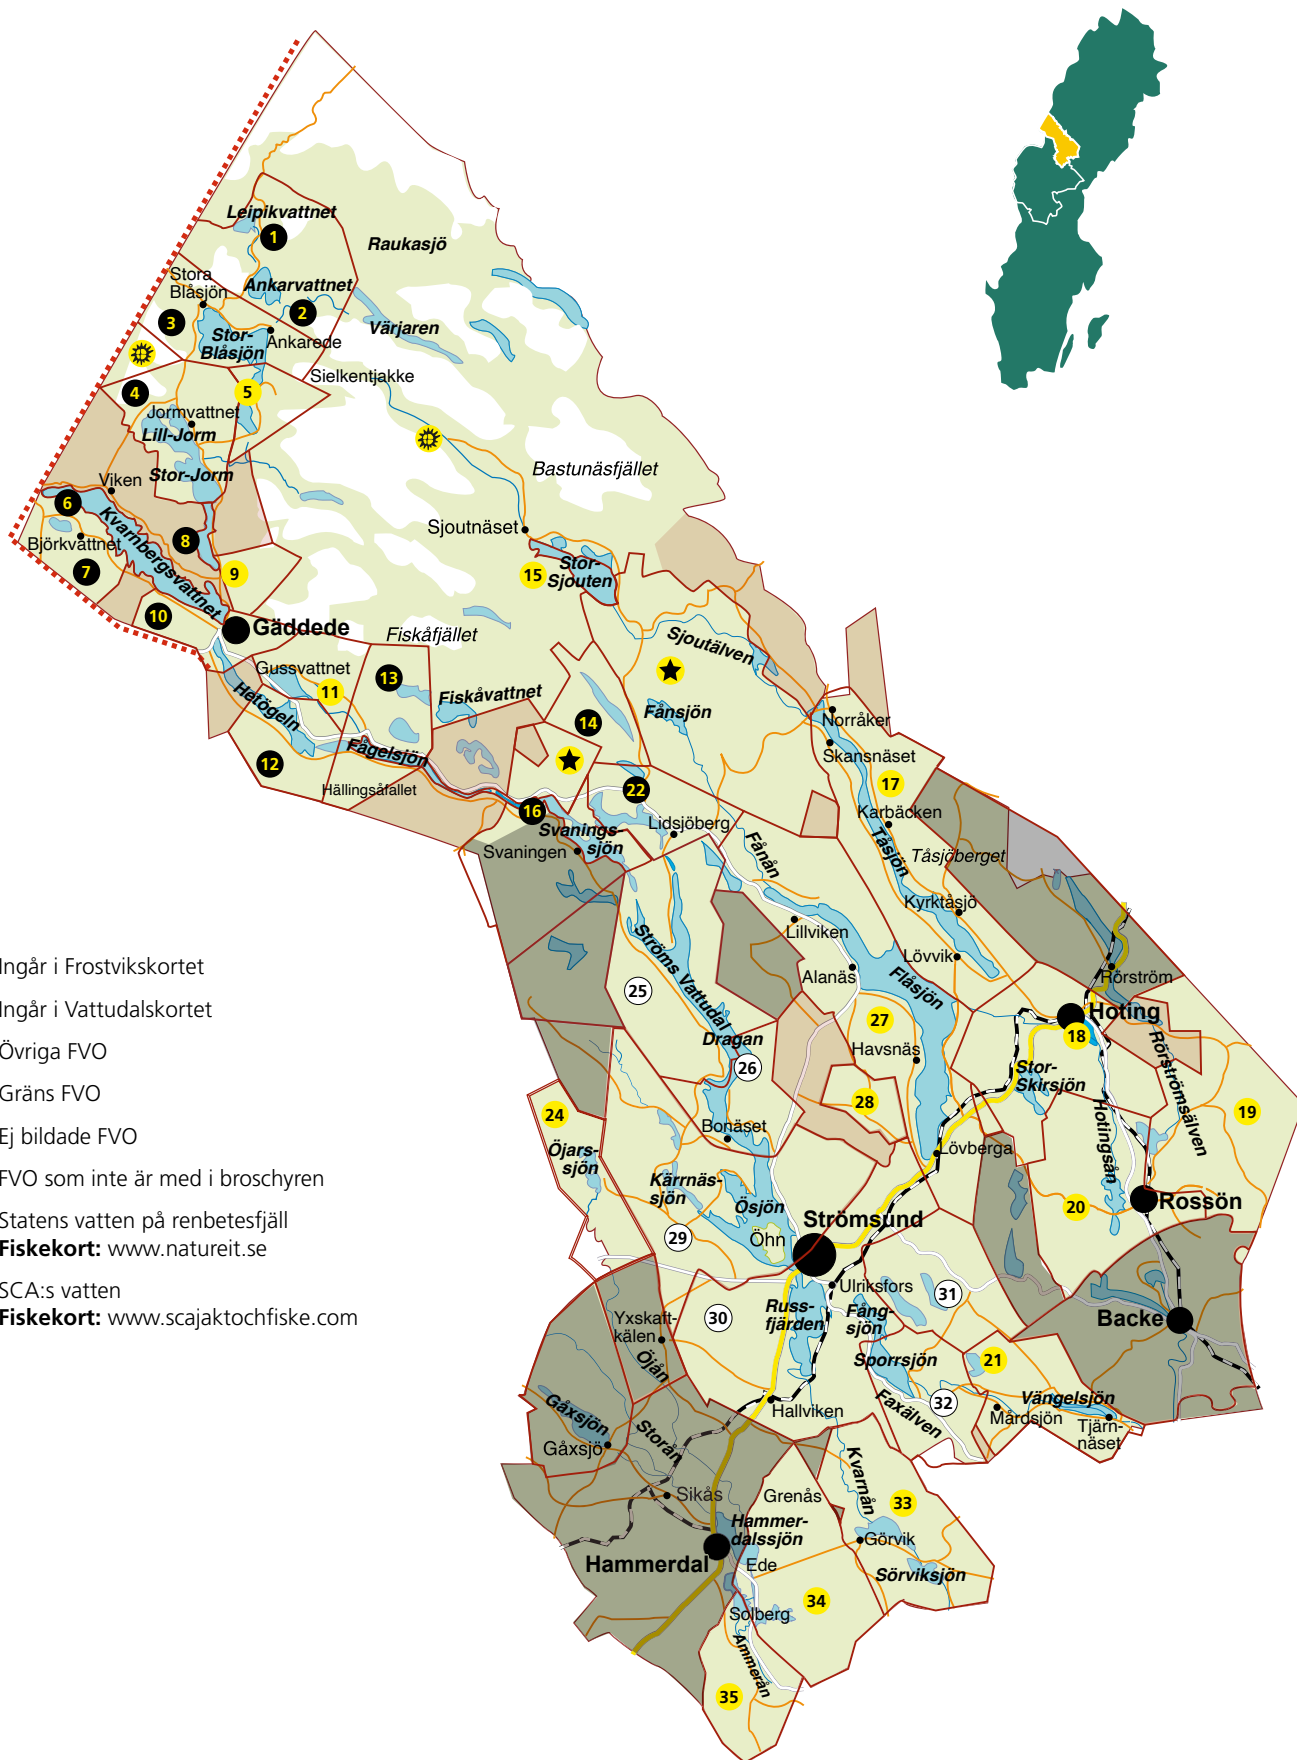 Leipikvattnet
1
Raukasjö
Stora
Blåsjön
Ankarvattnet
2
3
Stor-
Blåsjön
Ankarede
Värjaren
Sielkentjakke
4
5
Jormvattnet
Lill-Jorm
Stor-Jorm
Bastunäsfjället
Viken
6
Kvarnbergsvattnet
Sjoutnäset
Björkvattnet
8
7
9
15
Stor-
Sjouten
10
Gäddede
Fiskåfjället
Sjoutälven
Gussvattnet
11
13
Fiskåvattnet
Hetögeln
Fånsjön
14
Norråker
Fågelsjön
Skansnäset
12
Hällingsåfallet
22
17
16
Svanings-
sjön
Lidsjöberg
Karbäcken
Svaningen
Fånån
Tåsjön
Tåsjöberget
Kyrktåsjö
Lillviken
Ströms Vattudal
Lövvik
Alanäs
Flåsjön
Rörström
25
Hoting
27
18
Dragan
Havsnäs
26
Stor-
Skirsjön
Rörströmsälven
28
24
19
Hotingsån
Bonäset
Öjars-
sjön
Lövberga
Kärrnäs-
sjön
Ösjön
20
Rossön
Strömsund
29
Öhn
Ulriksfors
31
Yxskaft-
kälen
30
Russ-
fjärden
Fång-
sjön
Backe
Öjån
Sporrsjön
21
Vängelsjön
32
Hallviken
Faxälven
Mårdsjön
Tjärn-
näset
Gåxsjön
Storån
Gåxsjö
Kvarnån
Sikås
Grenås
33
Hammer-
dalssjön
Görvik
Hammerdal
Ede
Sörviksjön
34
Solberg
Ammerån
35
Ingår i Frostvikskortet
Ingår i Vattudalskortet
Övriga FVO
Gräns FVO
Ej bildade FVO
FVO som inte är med i broschyren
Statens vatten på renbetesfjäll
Fiskekort: www.natureit.se
SCA:s vatten
Fiskekort: www.scajaktochfiske.com